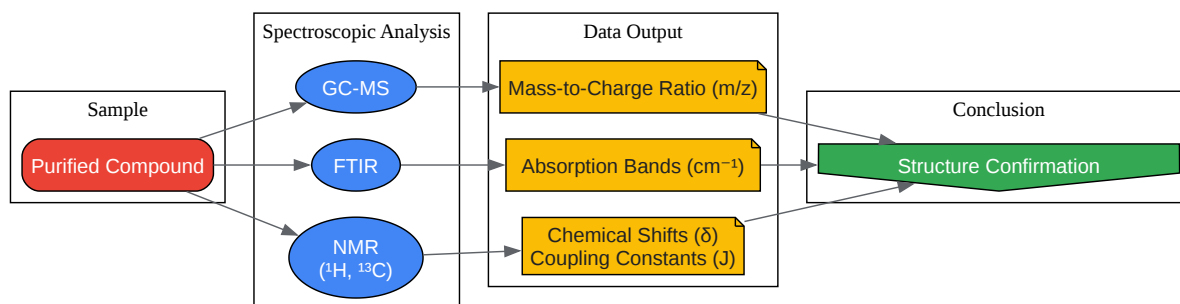 Sample
Purified Compound
Spectroscopic Analysis
GC-MS
FTIR
NMR
(¹H, ¹³C)
Data Output
Mass-to-Charge Ratio (m/z)
Absorption Bands (cm⁻¹)
Chemical Shifts (δ)
Coupling Constants (J)
Conclusion
Structure Confirmation